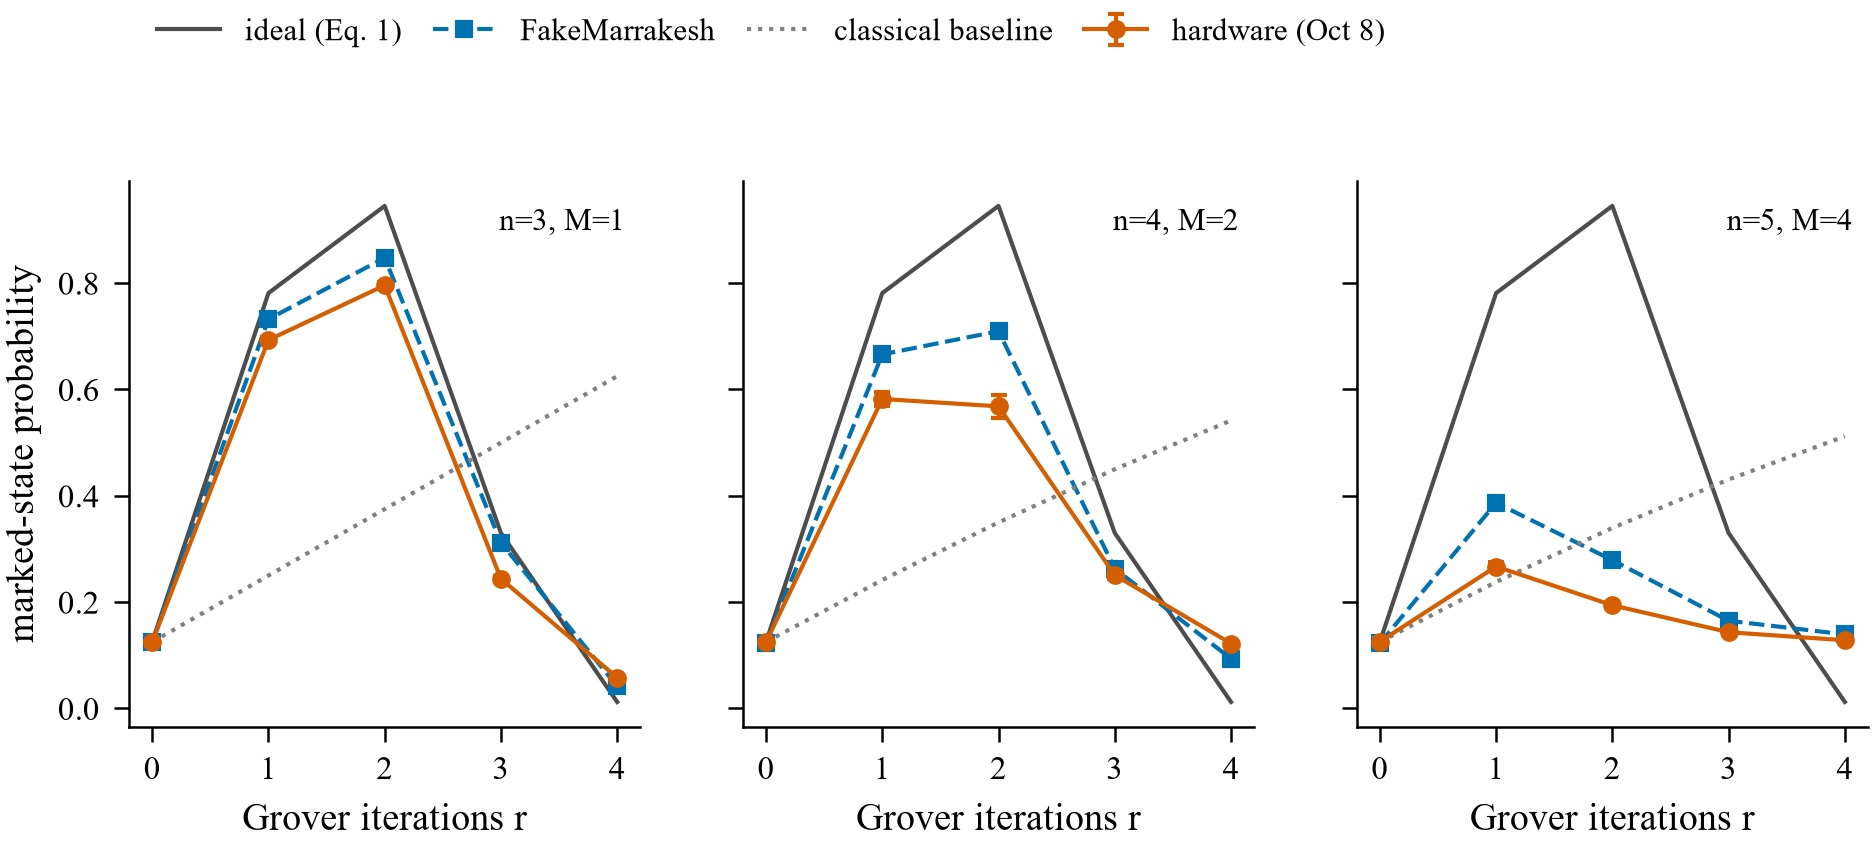 ideal (Eq. 1) FakeMarrakesh classical baseline hardware (Oct 8)
marked-state probability
0.8
0.6
0.4
0.2
0.0
n=3, M=1
0 1 2 3 4
Grover iterations r
n=4, M=2
0 1 2 3 4
Grover iterations r
n=5, M=4
0 1 2 3 4
Grover iterations r